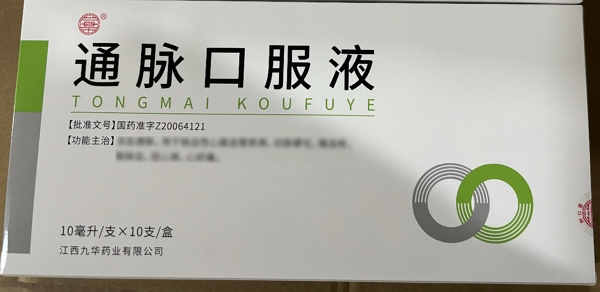 通脉口服液
TONGMAI KOUFUYE
【批准文号】国药准字Z20064121
【功能主治】
10毫升/支×10支/盒
江西九华药业有限公司